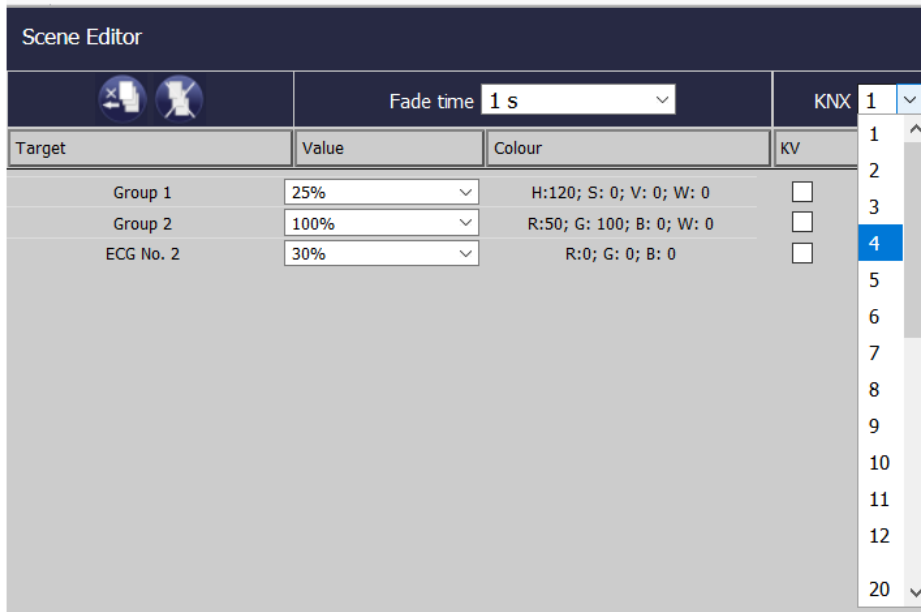 Scene Editor
Fade time 1 s KNX 1
Target Value Colour KV
Group 1 25% H:120; S: 0; V: 0; W: 0
Group 2 100% R:50; G: 100; B: 0; W: 0
ECG No. 2 30% R:0; G: 0; B: 0
1
2
3
4
5
6
7
8
9
10
11
12
20